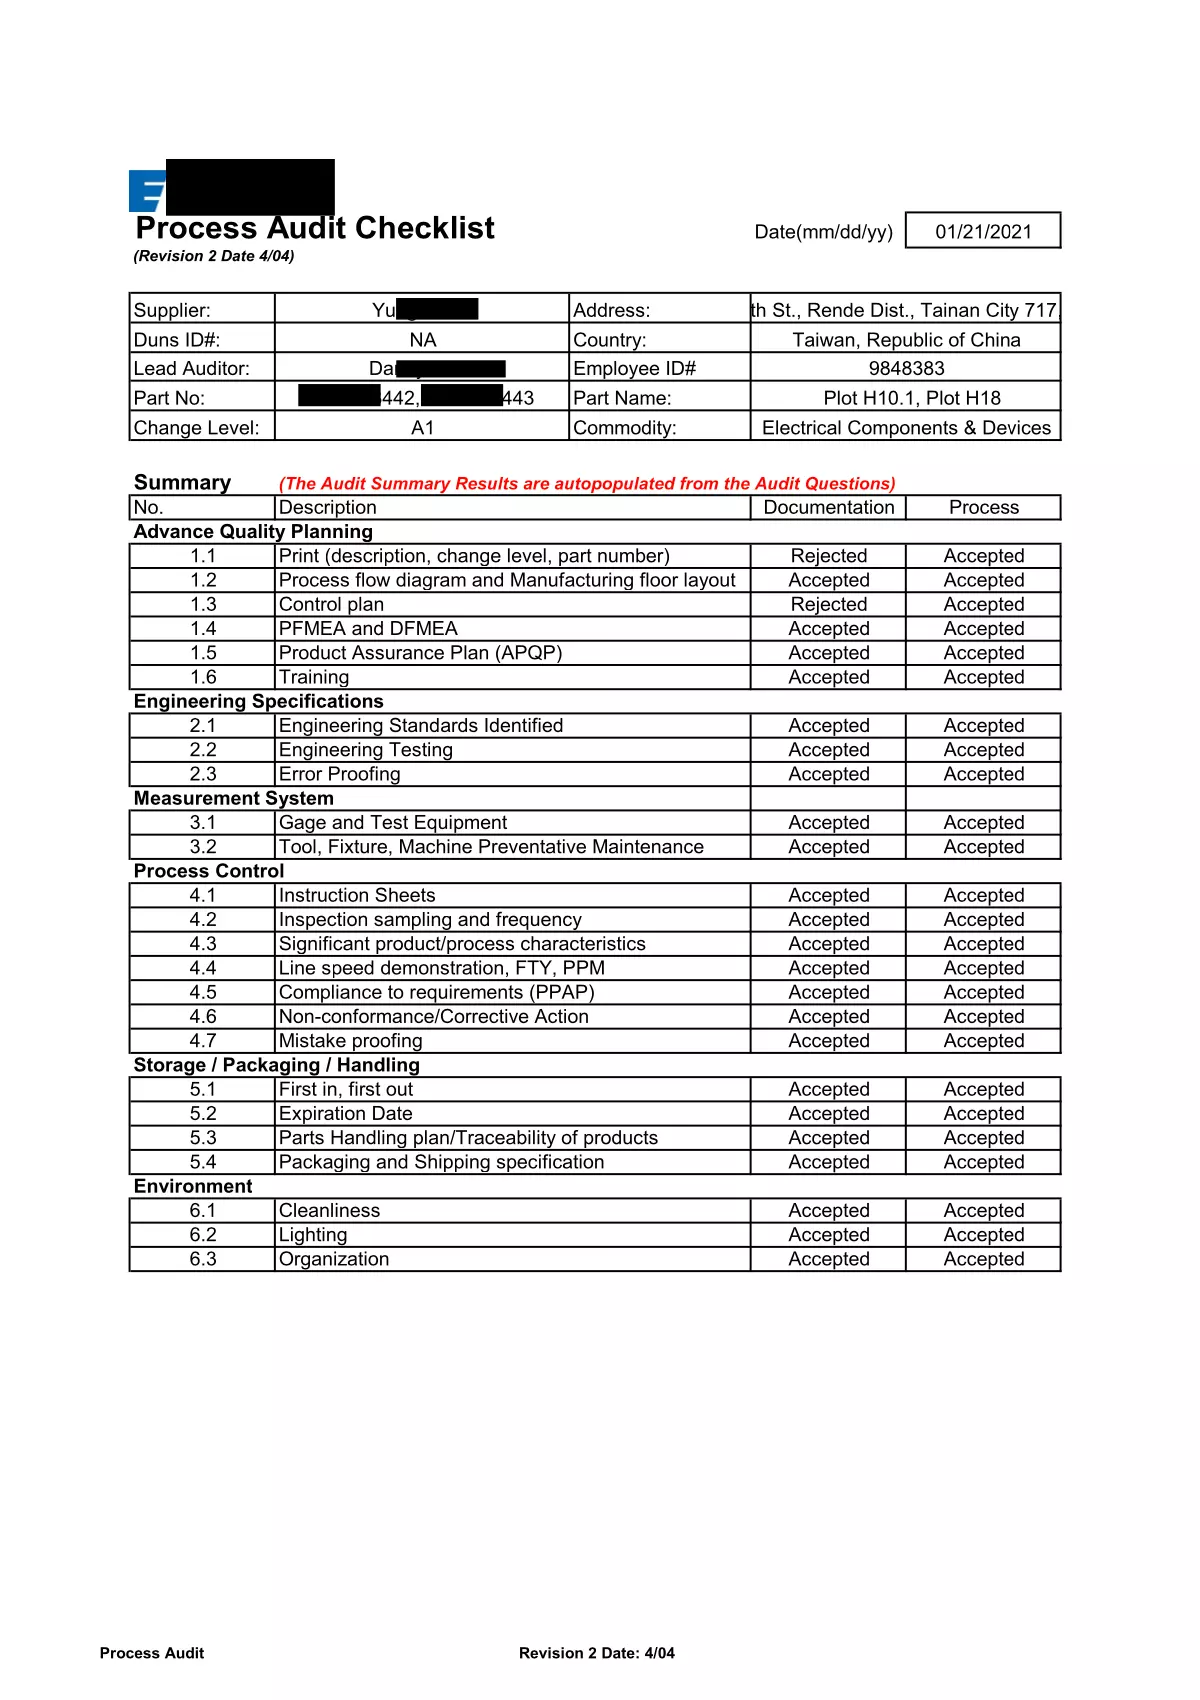 Process Audit Checklist
Date(mm/dd/yy) 01/21/2021
(Revision 2 Date 4/04)
Supplier: Address: th St., Rende Dist., Tainan City 717,
Duns ID#: NA Country: Taiwan, Republic of China
Lead Auditor: Employee ID# 9848383
Part No: 442, 443 Part Name: Plot H10.1, Plot H18
Change Level: A1 Commodity: Electrical Components & Devices
Summary (The Audit Summary Results are autopopulated from the Audit Questions)
No. Description Documentation Process
Advance Quality Planning
1.1 Print (description, change level, part number) Rejected Accepted
1.2 Process flow diagram and Manufacturing floor layout Accepted Accepted
1.3 Control plan Rejected Accepted
1.4 PFMEA and DFMEA Accepted Accepted
1.5 Product Assurance Plan (APQP) Accepted Accepted
1.6 Training Accepted Accepted
Engineering Specifications
2.1 Engineering Standards Identified Accepted Accepted
2.2 Engineering Testing Accepted Accepted
2.3 Error Proofing Accepted Accepted
Measurement System
3.1 Gage and Test Equipment Accepted Accepted
3.2 Tool, Fixture, Machine Preventative Maintenance Accepted Accepted
Process Control
4.1 Instruction Sheets Accepted Accepted
4.2 Inspection sampling and frequency Accepted Accepted
4.3 Significant product/process characteristics Accepted Accepted
4.4 Line speed demonstration, FTY, PPM Accepted Accepted
4.5 Compliance to requirements (PPAP) Accepted Accepted
4.6 Non-conformance/Corrective Action Accepted Accepted
4.7 Mistake proofing Accepted Accepted
Storage / Packaging / Handling
5.1 First in, first out Accepted Accepted
5.2 Expiration Date Accepted Accepted
5.3 Parts Handling plan/Traceability of products Accepted Accepted
5.4 Packaging and Shipping specification Accepted Accepted
Environment
6.1 Cleanliness Accepted Accepted
6.2 Lighting Accepted Accepted
6.3 Organization Accepted Accepted
Process Audit Revision 2 Date: 4/04